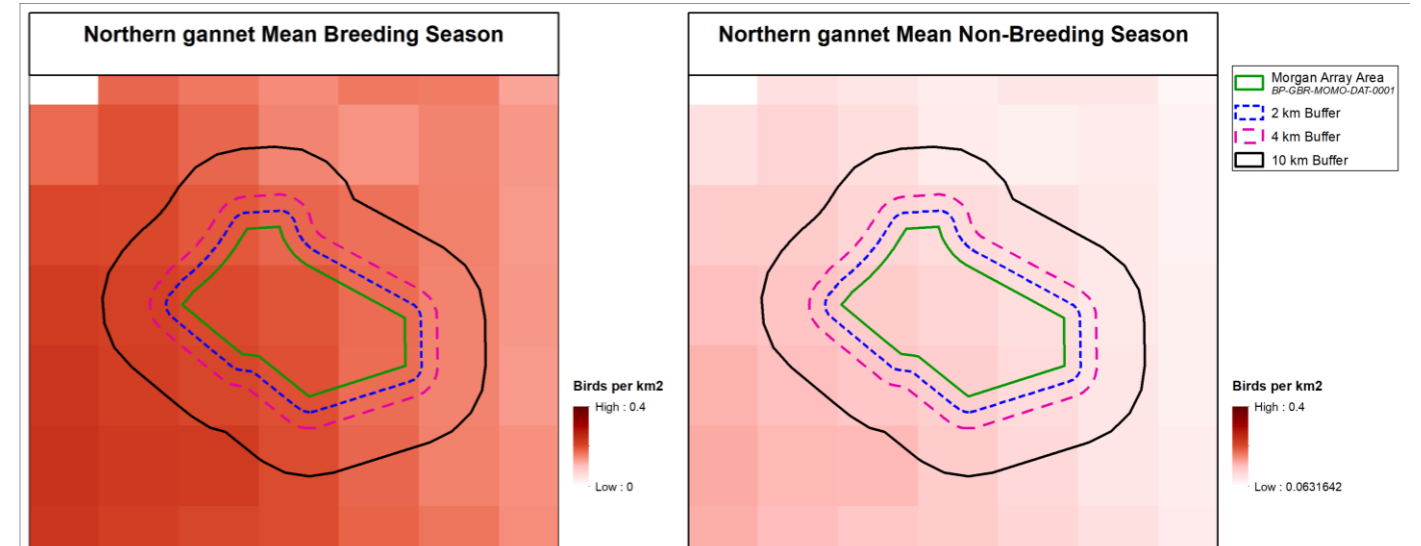 Northern gannet Mean Breeding Season
Northern gannet Mean Non-Breeding Season
Morgan Array Area
BP-GBR-MOMO-DAT-0001
2 km Buffer
4 km Buffer
10 km Buffer
Birds per km2
High : 0.4
Low : 0
Birds per km2
High : 0.4
Low : 0.0631642